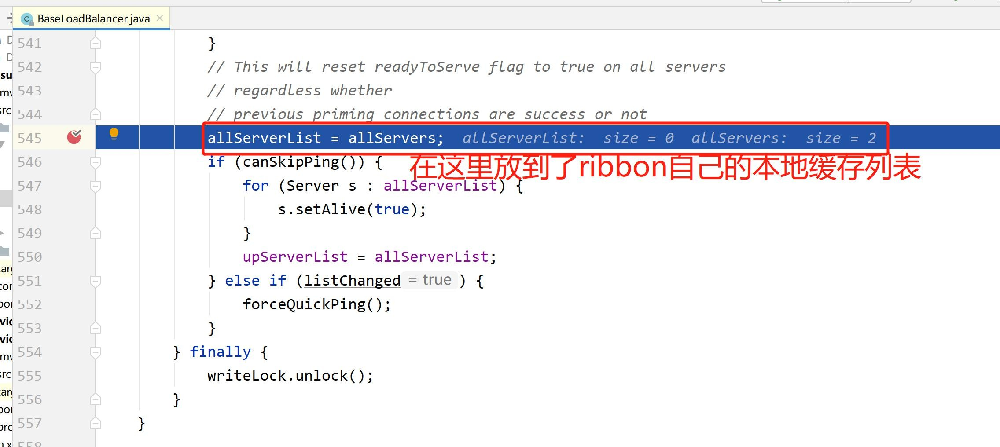 BaseLoadBalancer.java
541 }
542 // This will reset readyToServe flag to true on all servers
543 // regardless whether
544 // previous priming connections are success or not
545 allServerList = allServers; allServerList: size = 0 allServers: size = 2
546 if (canSkipPing()) {
在这里放到了ribbon自己的本地缓存列表
547 for (Server s : allServerList) {
548 s.setAlive(true);
549 }
550 upServerList = allServerList;
551 } else if (listChanged = true ) {
552 forceQuickPing();
553 }
554 } finally {
555 writeLock.unlock();
556 }
557 }
558